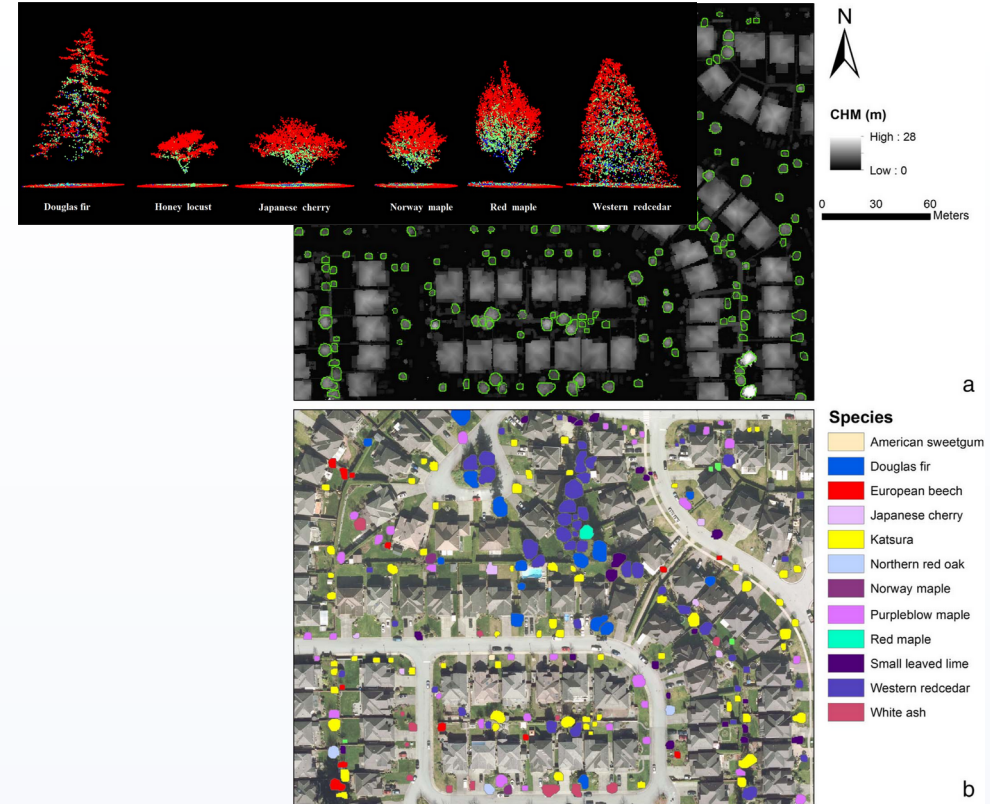 Douglas fir
Honey locust
Japanese cherry
Norway maple
Red maple
Western redcedar
N
CHM (m)
High : 28
Low : 0
0 30 60
Meters
a
Species
American sweetgum
Douglas fir
European beech
Japanese cherry
Katsura
Northern red oak
Norway maple
Purpleblow maple
Red maple
Small leaved lime
Western redcedar
White ash
b